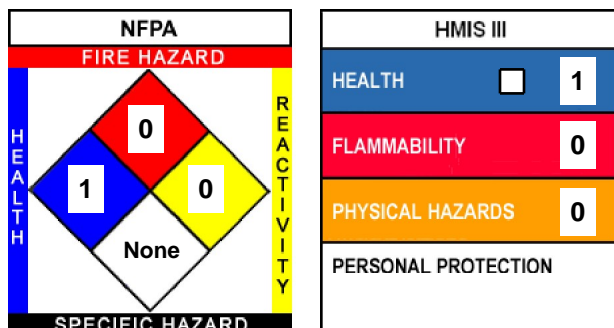 NFPA
FIRE HAZARD
HEALTH
0
1
0
None
REACTIVITY
SPECIFIC HAZARD
HMIS III
HEALTH 1
FLAMMABILITY 0
PHYSICAL HAZARDS 0
PERSONAL PROTECTION